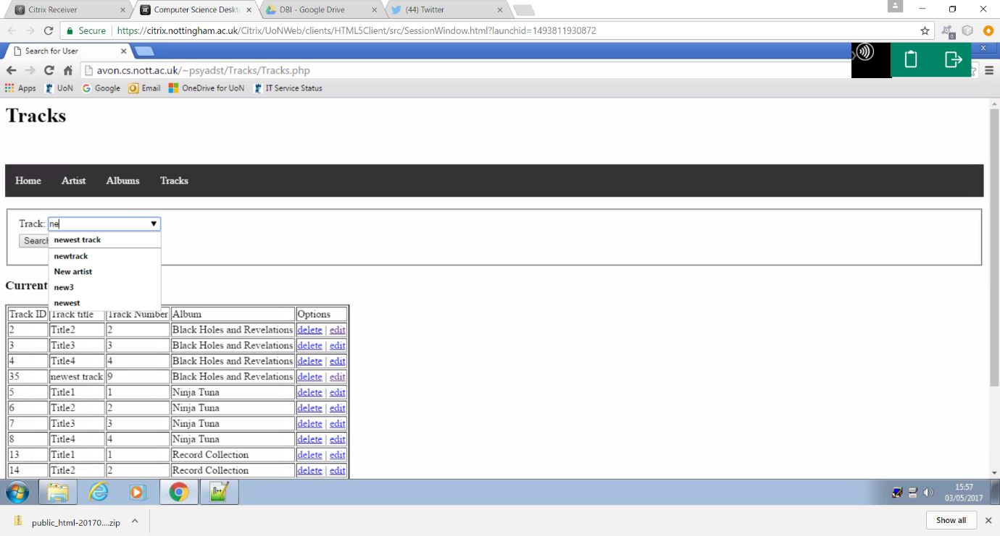 Citrix Receiver
Computer Science Deskt
DBI - Google Drive
(44) Twitter
Secure https://citrix.nottingham.ac.uk/Citrix/UoNWeb/clients/HTML5Client/src/SessionWindow.html?launchid=1493811930872
Search for User
avon.cs.nott.ac.uk/~psyadst/Tracks/Tracks.php
Apps UoN Google Email OneDrive for UoN IT Service Status
Tracks
Home Artist Albums Tracks
Track: ne
Search
newest track
newtrack
New artist
new3
newest
Current
Track ID Track title Track Number Album Options
2 Title2 2 Black Holes and Revelations delete | edit
3 Title3 3 Black Holes and Revelations delete | edit
4 Title4 4 Black Holes and Revelations delete | edit
35 newest track 9 Black Holes and Revelations delete | edit
5 Title1 1 Ninja Tuna delete | edit
6 Title2 2 Ninja Tuna delete | edit
7 Title3 3 Ninja Tuna delete | edit
8 Title4 4 Ninja Tuna delete | edit
13 Title1 1 Record Collection delete | edit
14 Title2 2 Record Collection delete | edit
15:57
03/05/2017
public_html-20170....zip
Show all